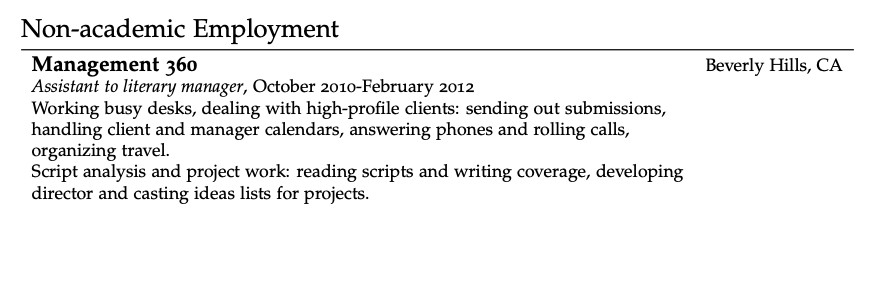 Non-academic Employment
Management 360 Beverly Hills, CA
Assistant to literary manager, October 2010-February 2012
Working busy desks, dealing with high-profile clients: sending out submissions,
handling client and manager calendars, answering phones and rolling calls,
organizing travel.
Script analysis and project work: reading scripts and writing coverage, developing
director and casting ideas lists for projects.